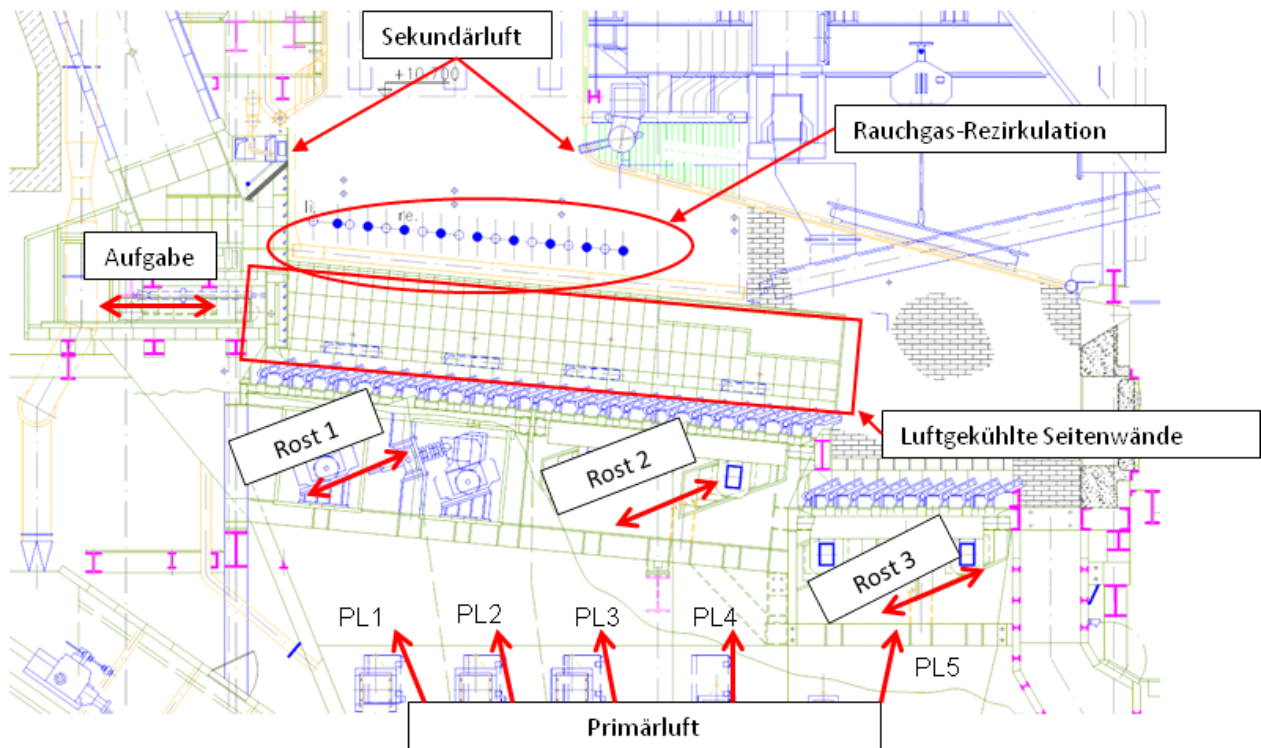 Sekundärluft
+10,700
Rauchgas-Rezirkulation
li.
re.
Aufgabe
Luftgekühlte Seitenwände
Rost 1
Rost 2
Rost 3
PL1
PL2
PL3
PL4
PL5
Primärluft